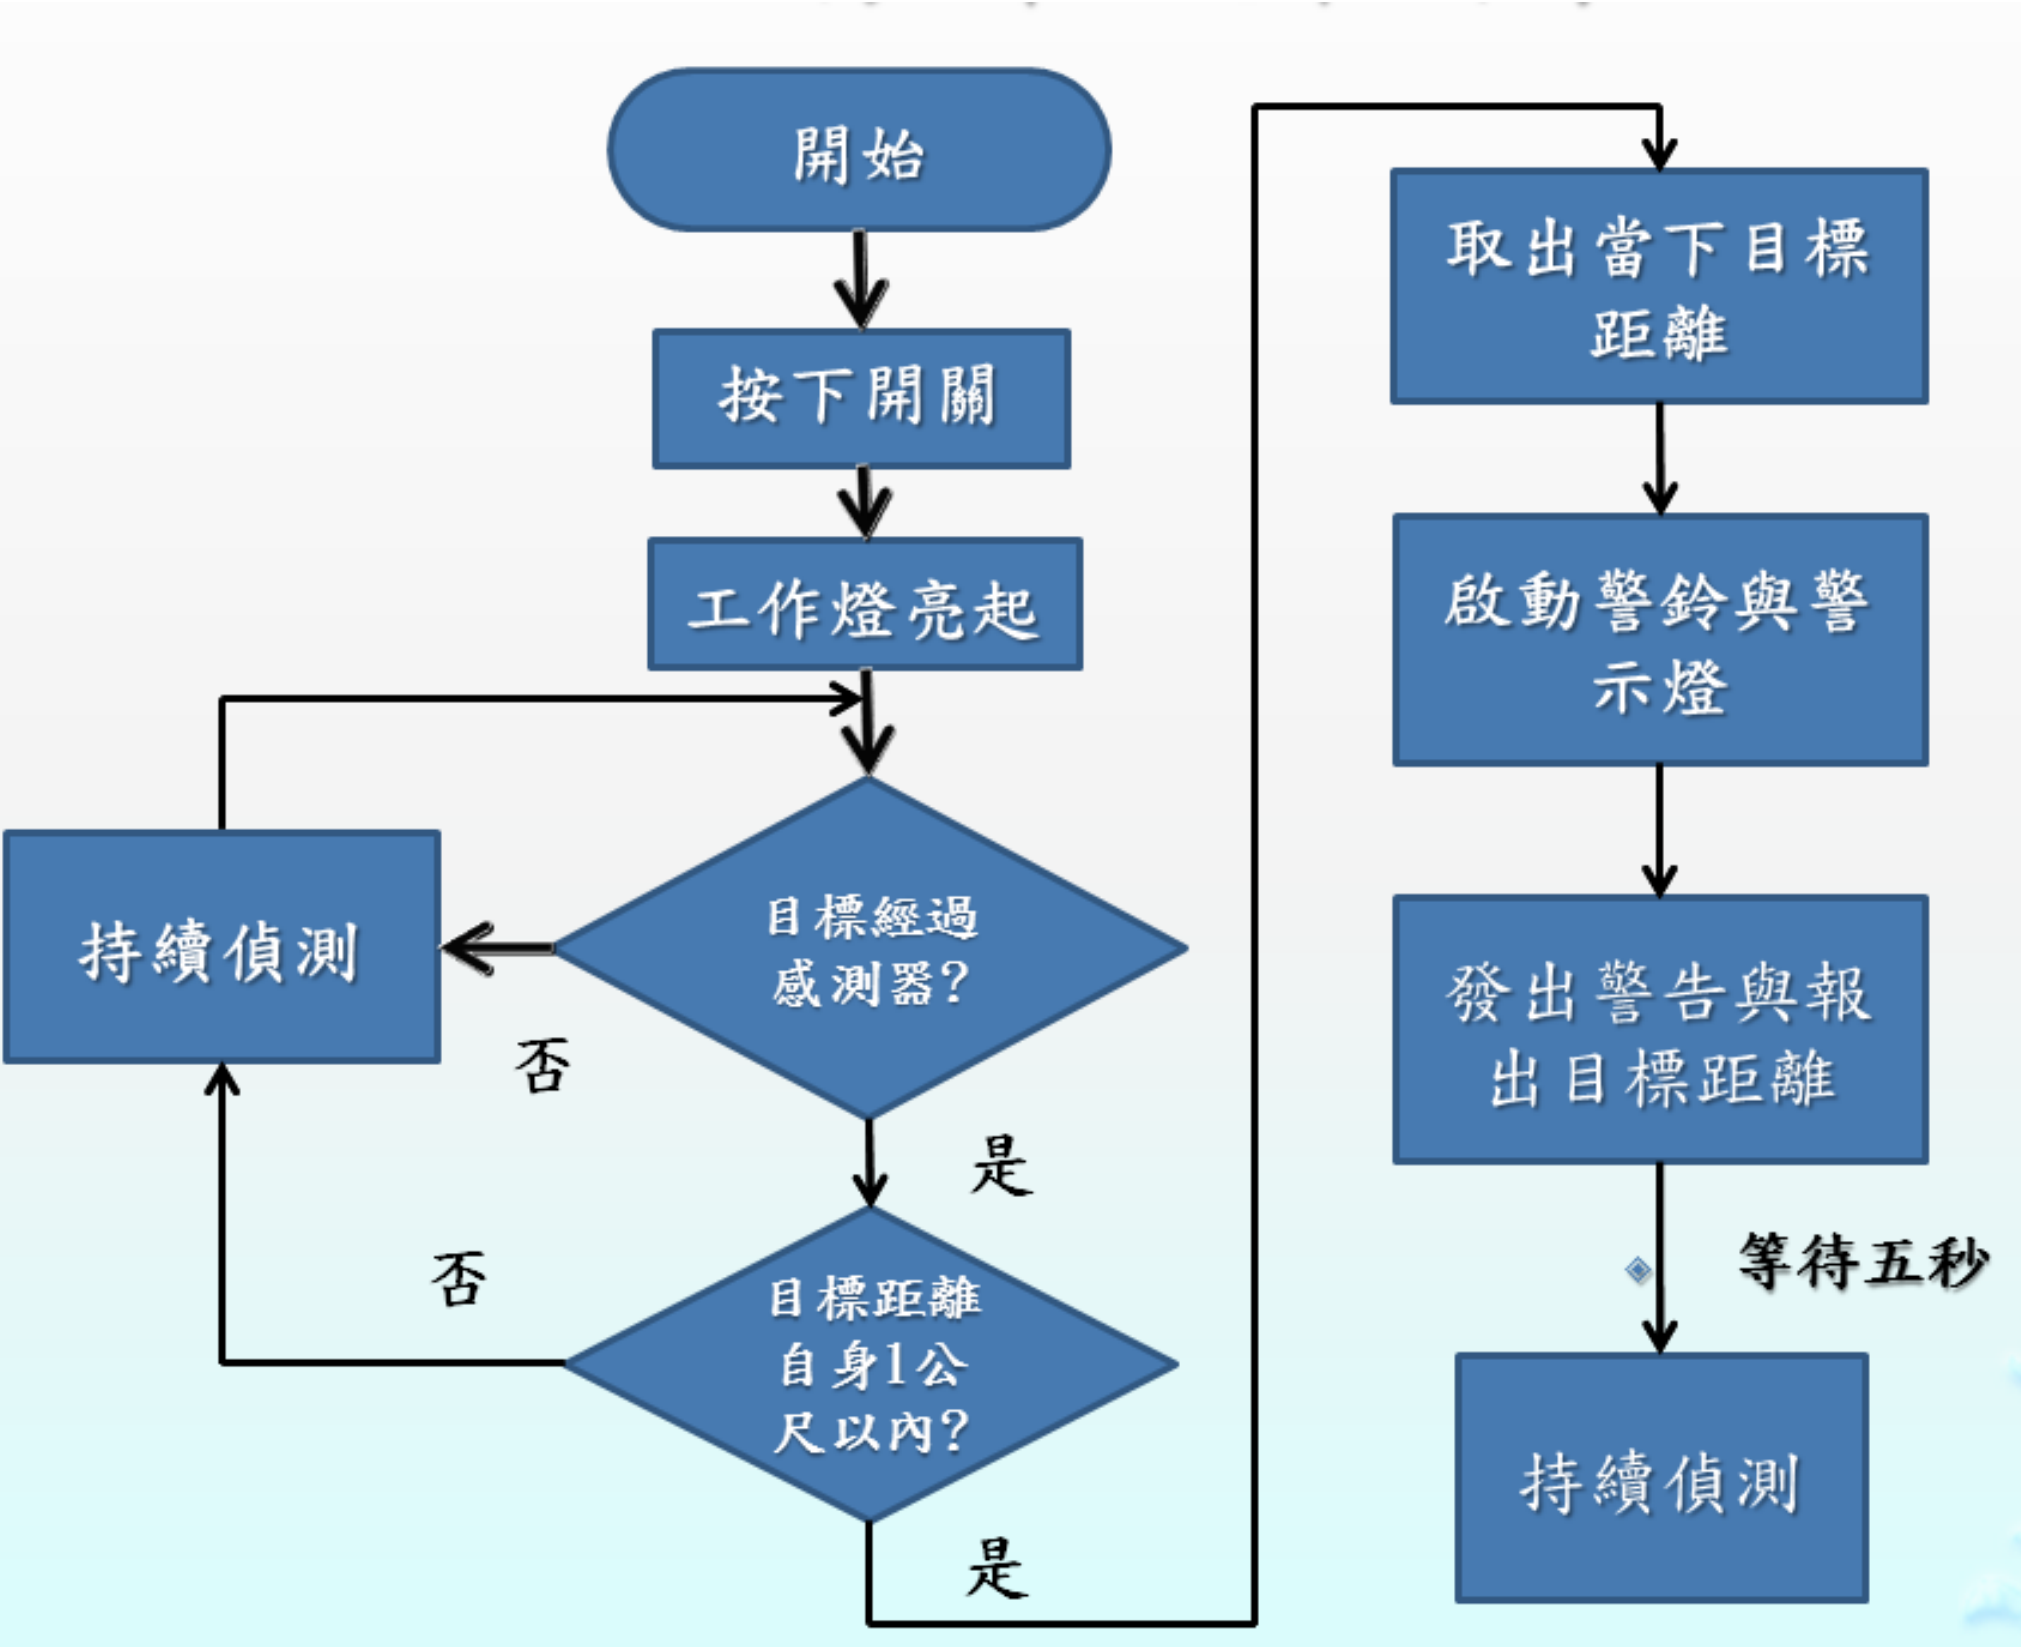 開始
按下開關
工作燈亮起
目標經過
感測器?
持續偵測
否
是
目標距離
自身1公
尺以內?
否
是
取出當下目標
距離
啟動警鈴與警
示燈
發出警告與報
出目標距離
等待五秒
持續偵測